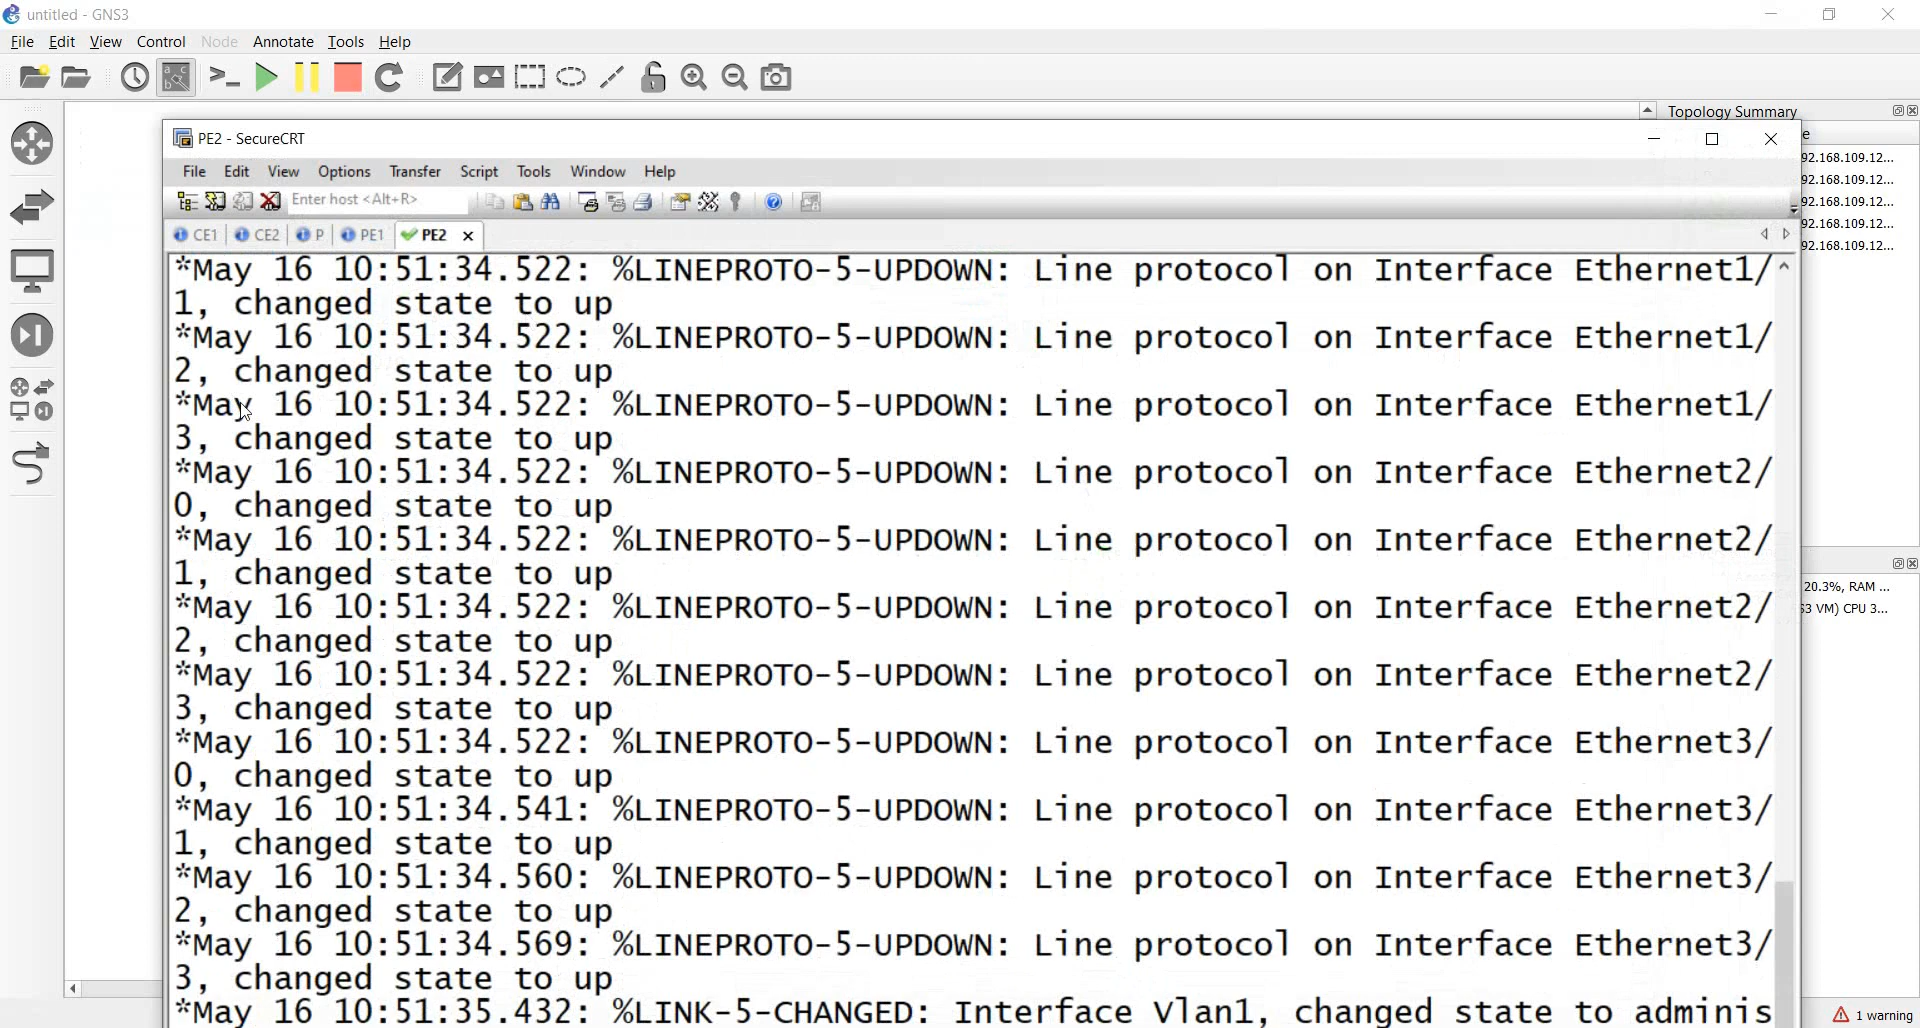 untitled - GNS3
File Edit View Control Node Annotate Tools Help
Topology Summary
PE2 - SecureCRT
File Edit View Options Transfer Script Tools Window Help
Enter host <Alt+R>
CE1 CE2 P PE1 PE2
*May 16 10:51:34.522: %LINEPROTO-5-UPDOWN: Line protocol on Interface Ethernet1/
1, changed state to up
*May 16 10:51:34.522: %LINEPROTO-5-UPDOWN: Line protocol on Interface Ethernet1/
2, changed state to up
*May 16 10:51:34.522: %LINEPROTO-5-UPDOWN: Line protocol on Interface Ethernet1/
3, changed state to up
*May 16 10:51:34.522: %LINEPROTO-5-UPDOWN: Line protocol on Interface Ethernet2/
0, changed state to up
*May 16 10:51:34.522: %LINEPROTO-5-UPDOWN: Line protocol on Interface Ethernet2/
1, changed state to up
*May 16 10:51:34.522: %LINEPROTO-5-UPDOWN: Line protocol on Interface Ethernet2/
2, changed state to up
*May 16 10:51:34.522: %LINEPROTO-5-UPDOWN: Line protocol on Interface Ethernet2/
3, changed state to up
*May 16 10:51:34.522: %LINEPROTO-5-UPDOWN: Line protocol on Interface Ethernet3/
0, changed state to up
*May 16 10:51:34.541: %LINEPROTO-5-UPDOWN: Line protocol on Interface Ethernet3/
1, changed state to up
*May 16 10:51:34.560: %LINEPROTO-5-UPDOWN: Line protocol on Interface Ethernet3/
2, changed state to up
*May 16 10:51:34.569: %LINEPROTO-5-UPDOWN: Line protocol on Interface Ethernet3/
3, changed state to up
*May 16 10:51:35.432: %LINK-5-CHANGED: Interface Vlan1, changed state to adminis
e
92.168.109.12...
92.168.109.12...
92.168.109.12...
92.168.109.12...
92.168.109.12...
20.3%, RAM ...
S3 VM) CPU 3...
1 warning